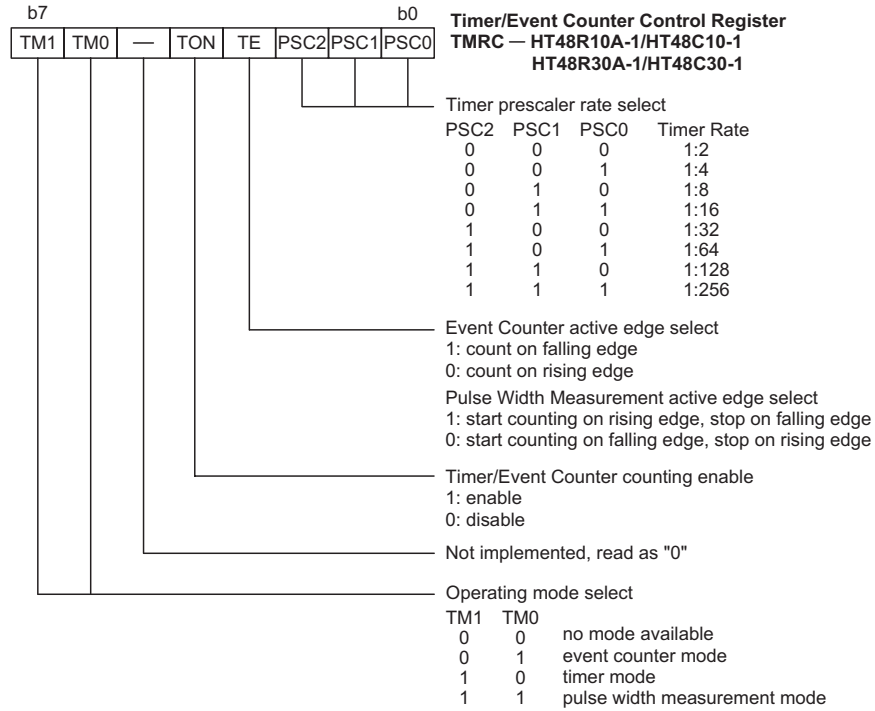 b7 b0
TM1 TM0 — TON TE PSC2 PSC1 PSC0
Timer/Event Counter Control Register
TMRC — HT48R10A-1/HT48C10-1
HT48R30A-1/HT48C30-1
Timer prescaler rate select
PSC2 PSC1 PSC0 Timer Rate
0 0 0 1:2
0 0 1 1:4
0 1 0 1:8
0 1 1 1:16
1 0 0 1:32
1 0 1 1:64
1 1 0 1:128
1 1 1 1:256
Event Counter active edge select
1: count on falling edge
0: count on rising edge
Pulse Width Measurement active edge select
1: start counting on rising edge, stop on falling edge
0: start counting on falling edge, stop on rising edge
Timer/Event Counter counting enable
1: enable
0: disable
Not implemented, read as "0"
Operating mode select
TM1 TM0
0 0 no mode available
0 1 event counter mode
1 0 timer mode
1 1 pulse width measurement mode